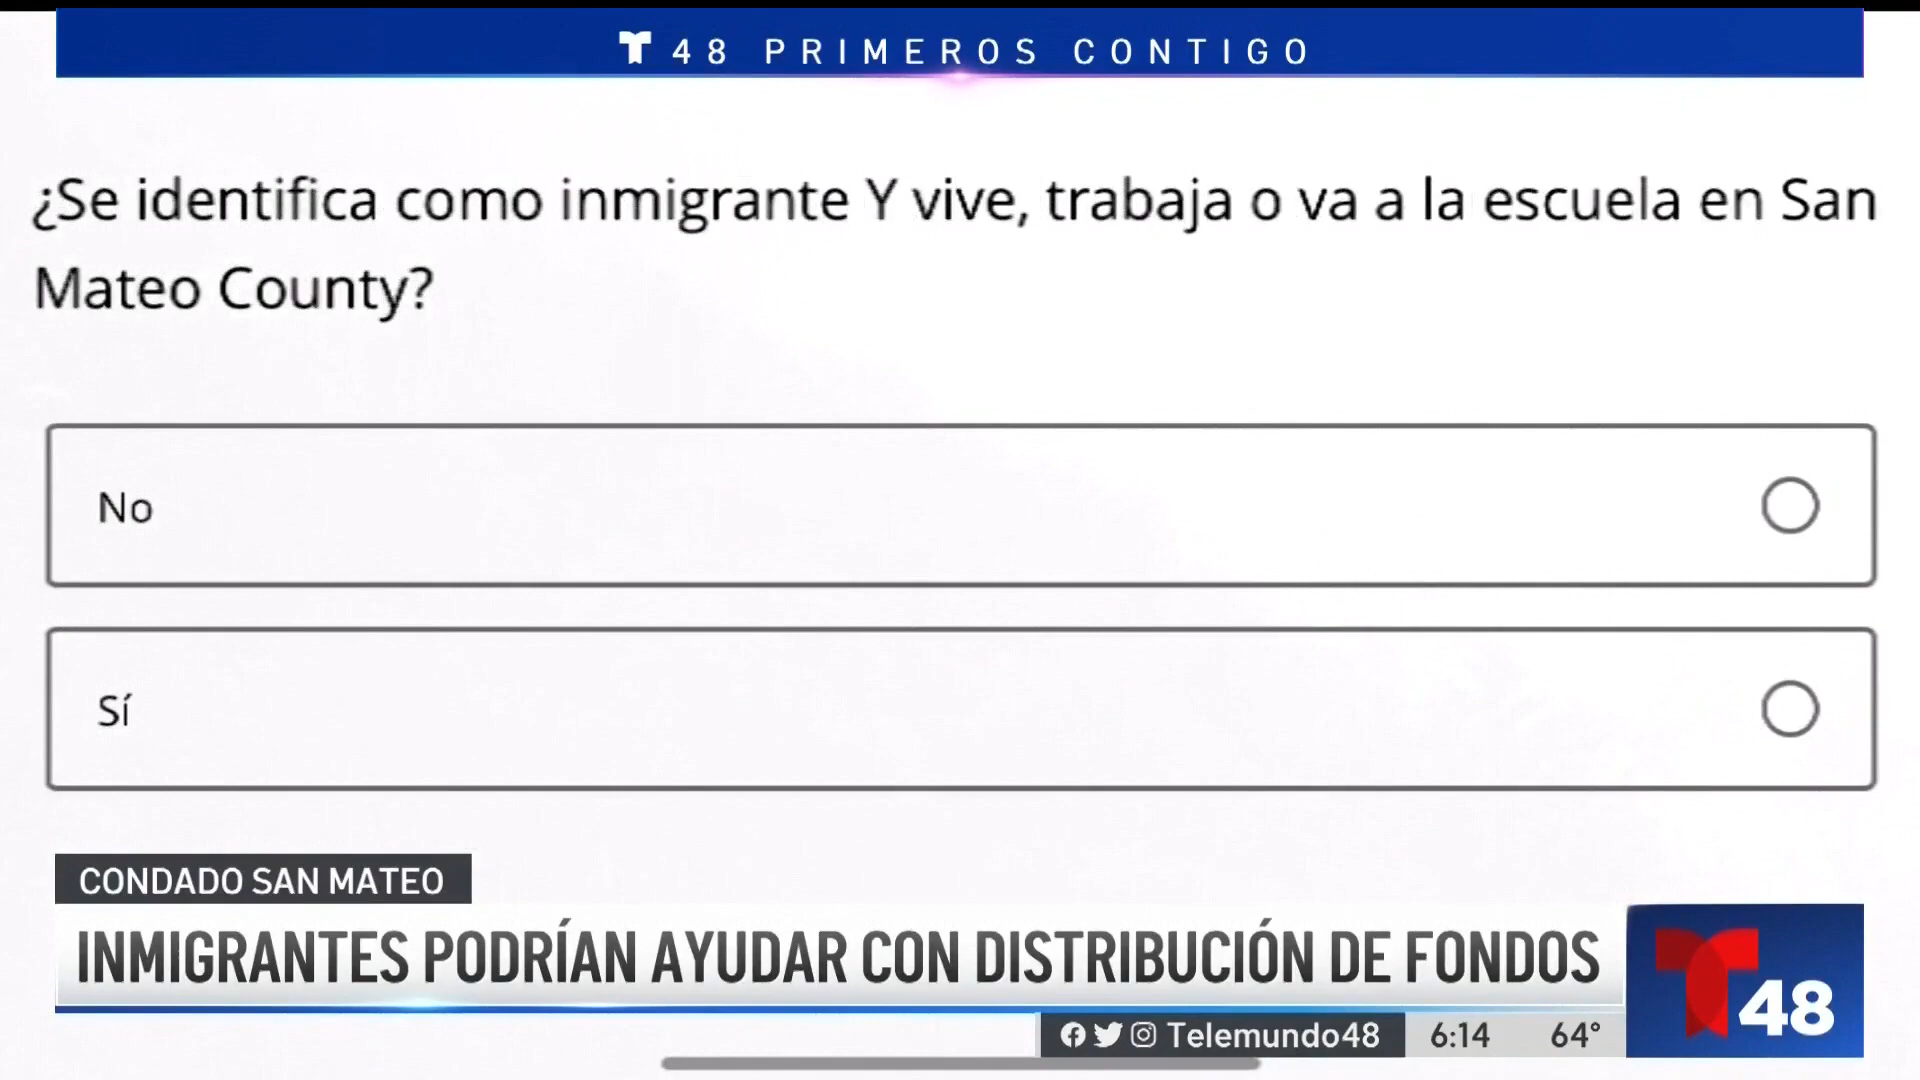 48 PRIMEROS CONTIGO
¿Se identifica como inmigrante Y vive, trabaja o va a la escuela en San
Mateo County?
No
Sí
CONDADO SAN MATEO
INMIGRANTES PODRÍAN AYUDAR CON DISTRIBUCIÓN DE FONDOS
48
Telemundo48 6:14 64°